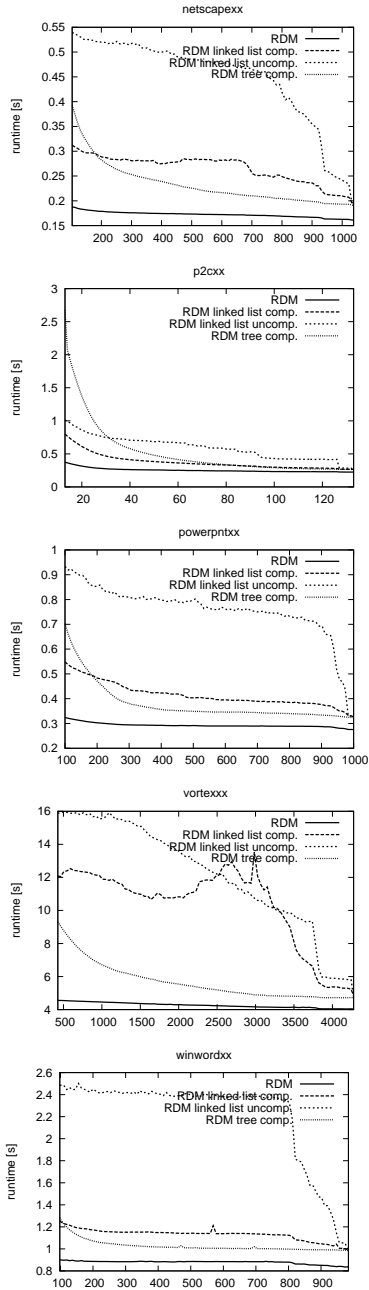 netscapexx
0.55
0.5
0.45
0.4
0.35
0.3
0.25
0.2
0.15
runtime [s]
RDM
RDM linked list comp.
RDM linked list uncomp.
RDM tree comp.
200 300 400 500 600 700 800 900 1000
p2cxx
3
2.5
2
1.5
1
0.5
0
runtime [s]
RDM
RDM linked list comp.
RDM linked list uncomp.
RDM tree comp.
20 40 60 80 100 120
powerpntxx
1
0.9
0.8
0.7
0.6
0.5
0.4
0.3
0.2
runtime [s]
RDM
RDM linked list comp.
RDM linked list uncomp.
RDM tree comp.
100 200 300 400 500 600 700 800 900 1000
vortexxx
16
14
12
10
8
6
4
runtime [s]
RDM
RDM linked list comp.
RDM linked list uncomp.
RDM tree comp.
500 1000 1500 2000 2500 3000 3500 4000
winwordxx
2.6
2.4
2.2
2
1.8
1.6
1.4
1.2
1
0.8
runtime [s]
RDM
RDM linked list comp.
RDM linked list uncomp.
RDM tree comp.
100 200 300 400 500 600 700 800 900